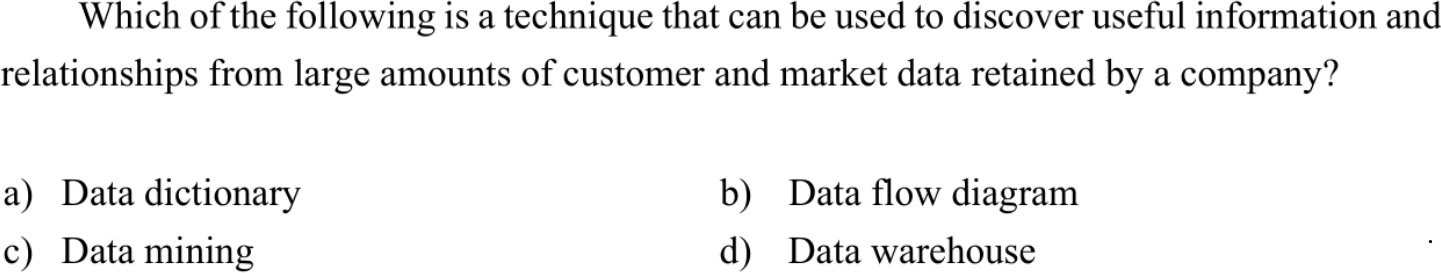 Which of the following is a technique that can be used to discover useful information and
relationships from large amounts of customer and market data retained by a company?
a) Data dictionary b) Data flow diagram
c) Data mining d) Data warehouse